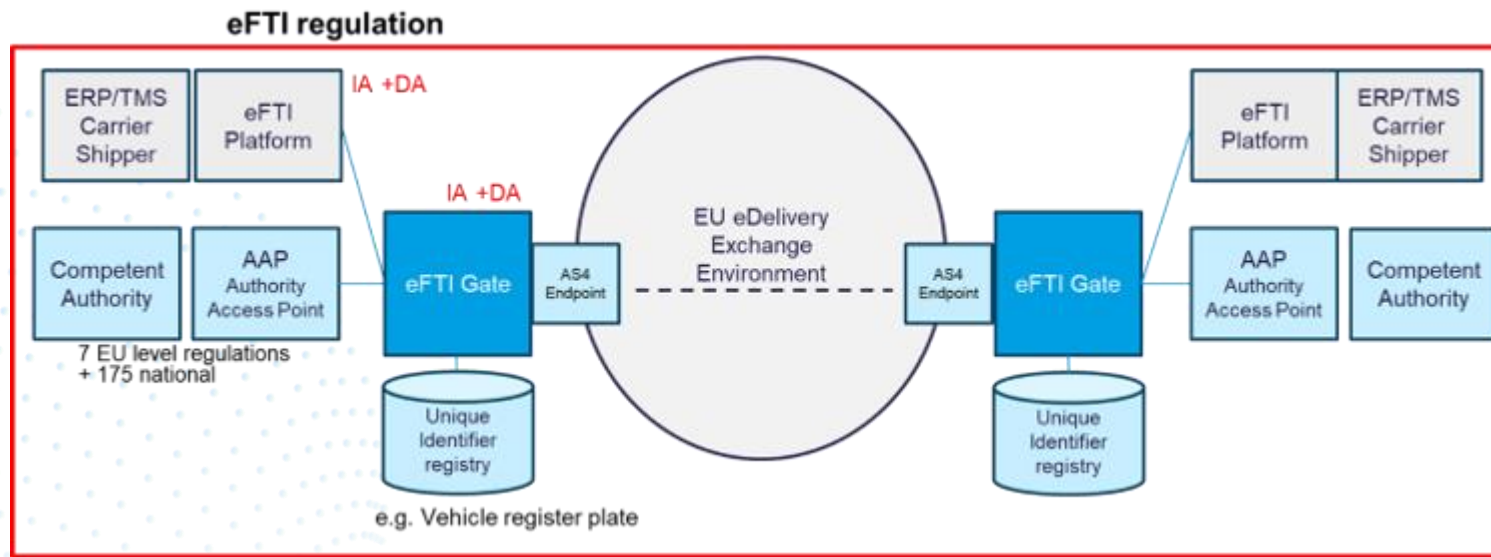 eFTI regulation
ERP/TMS
Carrier
Shipper
eFTI
Platform
IA +DA
IA +DA
Competent
Authority
AAP
Authority
Access Point
7 EU level regulations
+ 175 national
eFTI Gate
AS4
Endpoint
Unique
Identifier
registry
e.g. Vehicle register plate
EU eDelivery
Exchange
Environment
AS4
Endpoint
eFTI Gate
Unique
Identifier
registry
eFTI
Platform
ERP/TMS
Carrier
Shipper
AAP
Authority
Access Point
Competent
Authority